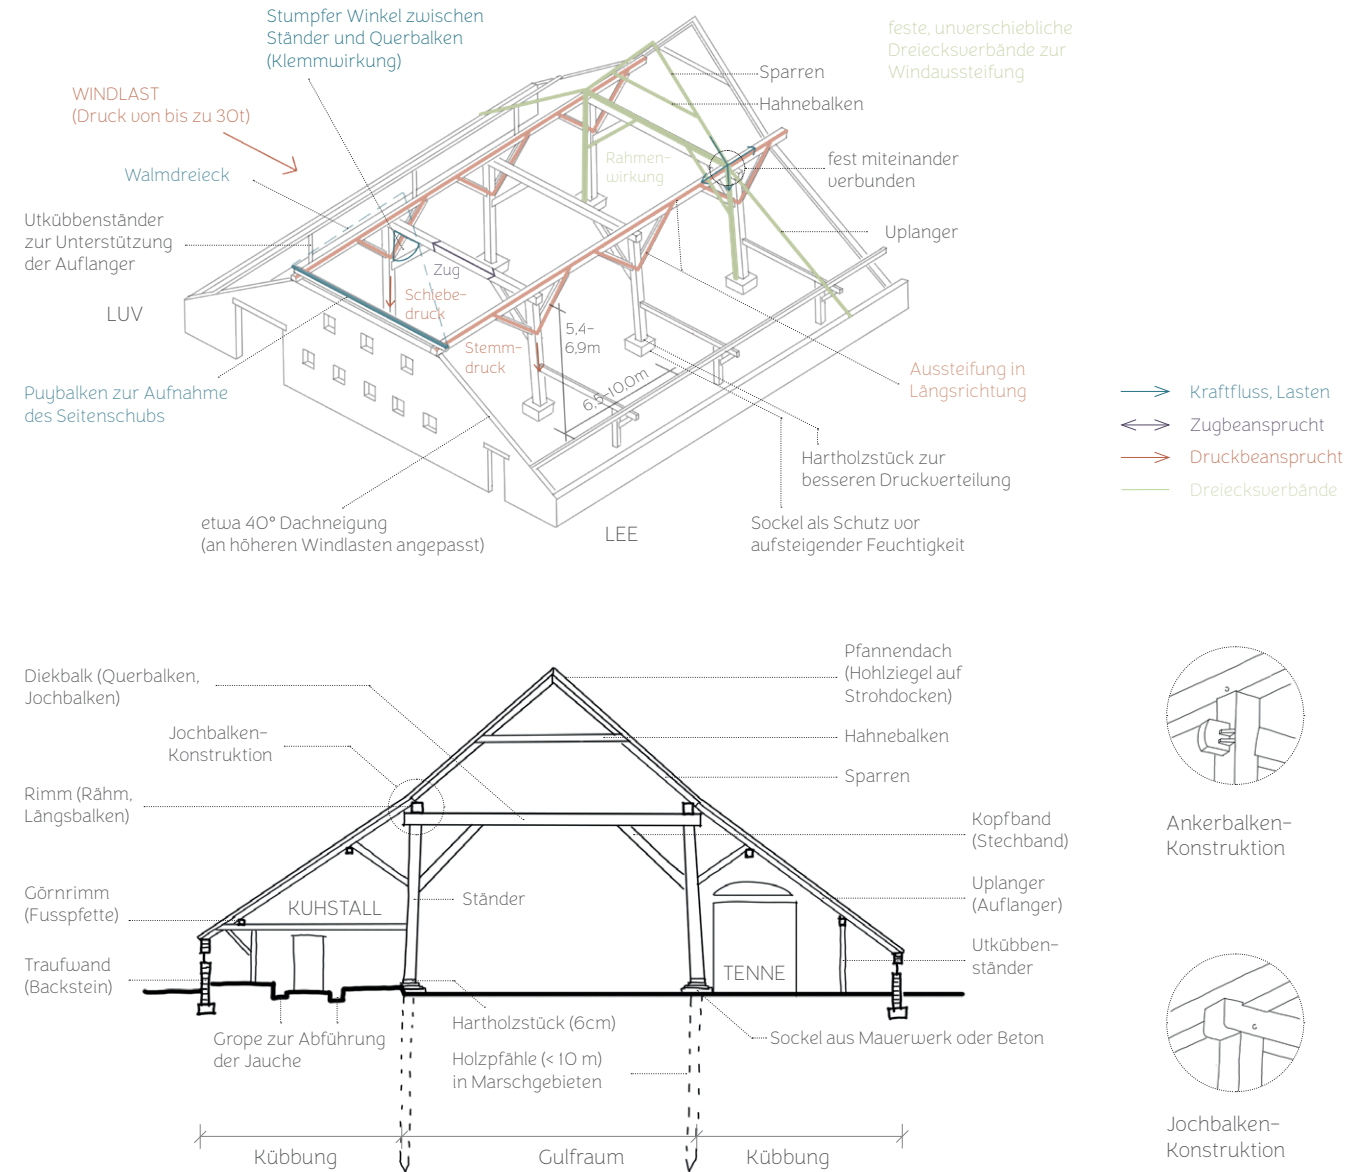 Stumpfer Winkel zwischen
Ständer und Querbalken
(Klemmwirkung)
feste, unverschiebliche
Dreiecksverbände zur
Windaussteifung
Sparren
Hahnebalken
WINDLAST
(Druck von bis zu 30t)
Rahmen-
wirkung
fest miteinander
verbunden
Walmdreieck
Utkübbenständer
zur Unterstützung
der Auflanger
Uplanger
Zug
LUV
Schiebe-
druck
5,4-
6,9m
Stemm-
druck
6,5-10,0m
Puybalken zur Aufnahme
des Seitenschubs
Aussteifung in
Längsrichtung
Kraftfluss, Lasten
Zugbeansprucht
Druckbeansprucht
Dreiecksverbände
Hartholzstück zur
besseren Druckverteilung
etwa 40° Dachneigung
(an höheren Windlasten angepasst)
LEE
Sockel als Schutz vor
aufsteigender Feuchtigkeit
Diekbalk (Querbalken,
Jochbalken)
Pfannendach
(Hohlziegel auf
Strohdocken)
Jochbalken-
Konstruktion
Hahnebalken
Sparren
Rimm (Rähm,
Längsbalken)
Kopfband
(Stechband)
Ankerbalken-
Konstruktion
Görnrimm
(Fusspfette)
KUHSTALL
Ständer
Uplanger
(Auflanger)
Traufwand
(Backstein)
TENNE
Utkübben-
ständer
Grope zur Abführung
der Jauche
Hartholzstück (6cm)
Sockel aus Mauerwerk oder Beton
Holzpfähle (< 10 m)
in Marschgebieten
Jochbalken-
Konstruktion
Kübbung
Gulfraum
Kübbung